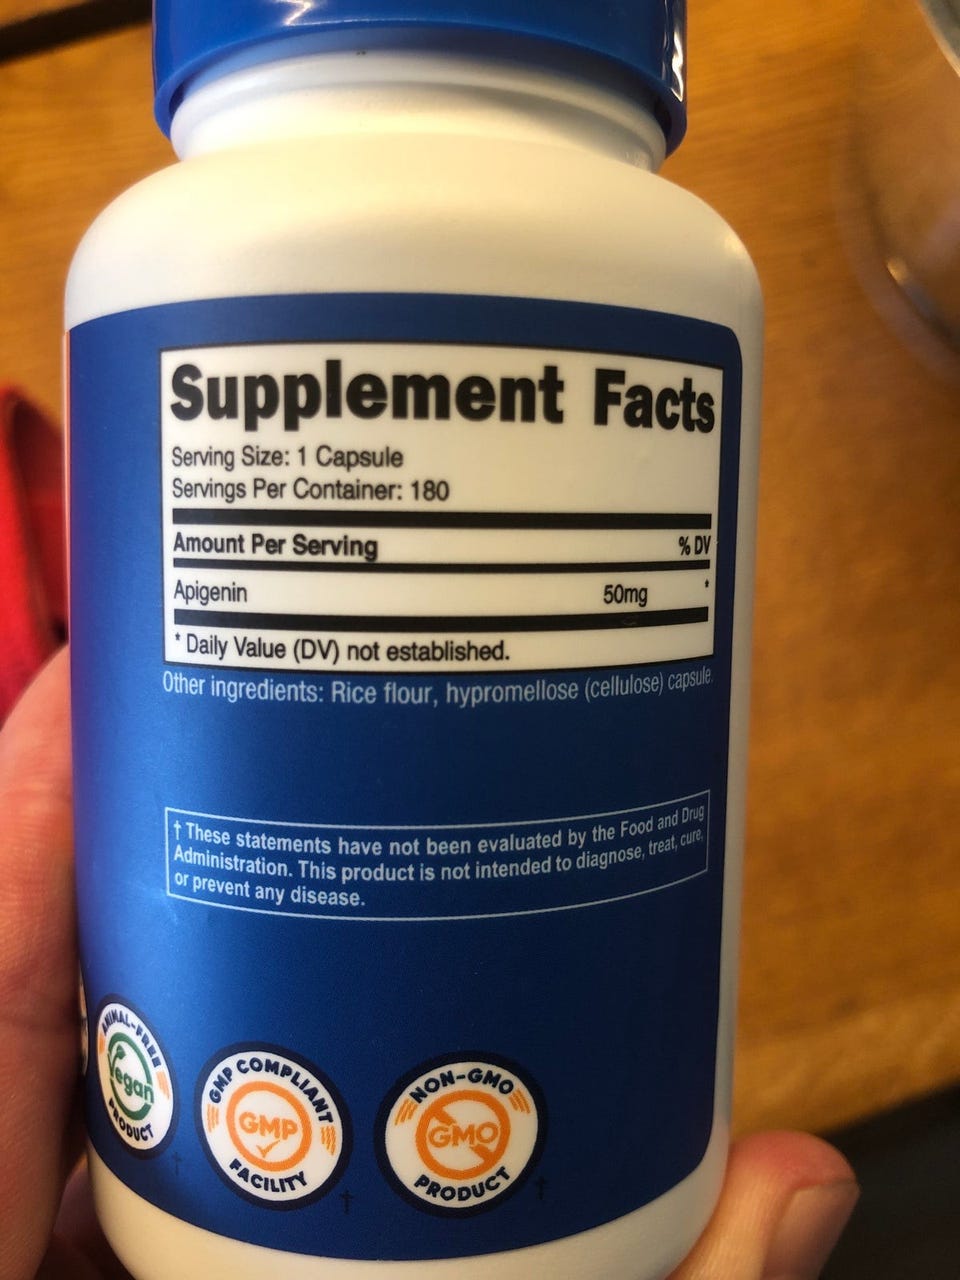 Supplement Facts
Serving Size: 1 Capsule
Servings Per Container: 180
Amount Per Serving % DV
Apigenin 50mg *
* Daily Value (DV) not established.
Other ingredients: Rice flour, hypromellose (cellulose) capsule.
† These statements have not been evaluated by the Food and Drug
Administration. This product is not intended to diagnose, treat, cure,
or prevent any disease.
ANIMAL-FREE
Vegan
PRODUCT
†
GMP COMPLIANT
GMP
FACILITY
†
NON-GMO
GMO
PRODUCT
†